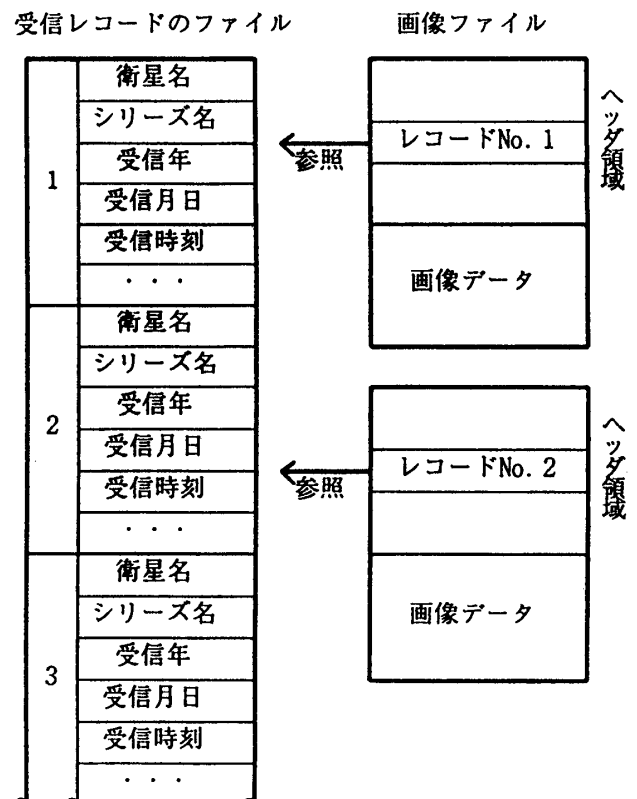 受信レコードのファイル
1
衛星名
シリーズ名
受信年
受信月日
受信時刻
・・・
2
衛星名
シリーズ名
受信年
受信月日
受信時刻
・・・
3
衛星名
シリーズ名
受信年
受信月日
受信時刻
・・・
画像ファイル
参照
レコードNo. 1
画像データ
ヘッダ領域
参照
レコードNo. 2
画像データ
ヘッダ領域